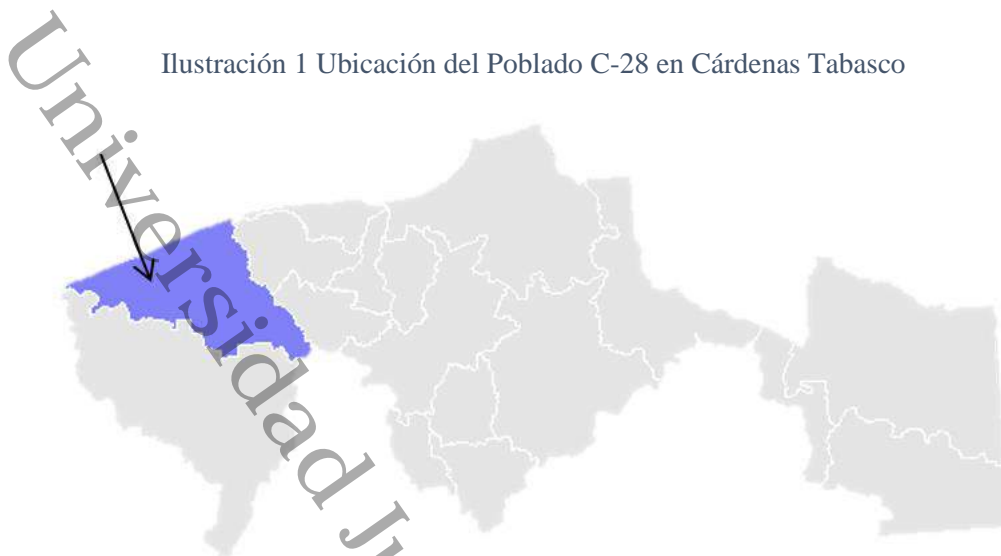 Ilustración 1 Ubicación del Poblado C-28 en Cárdenas Tabasco
Universidad